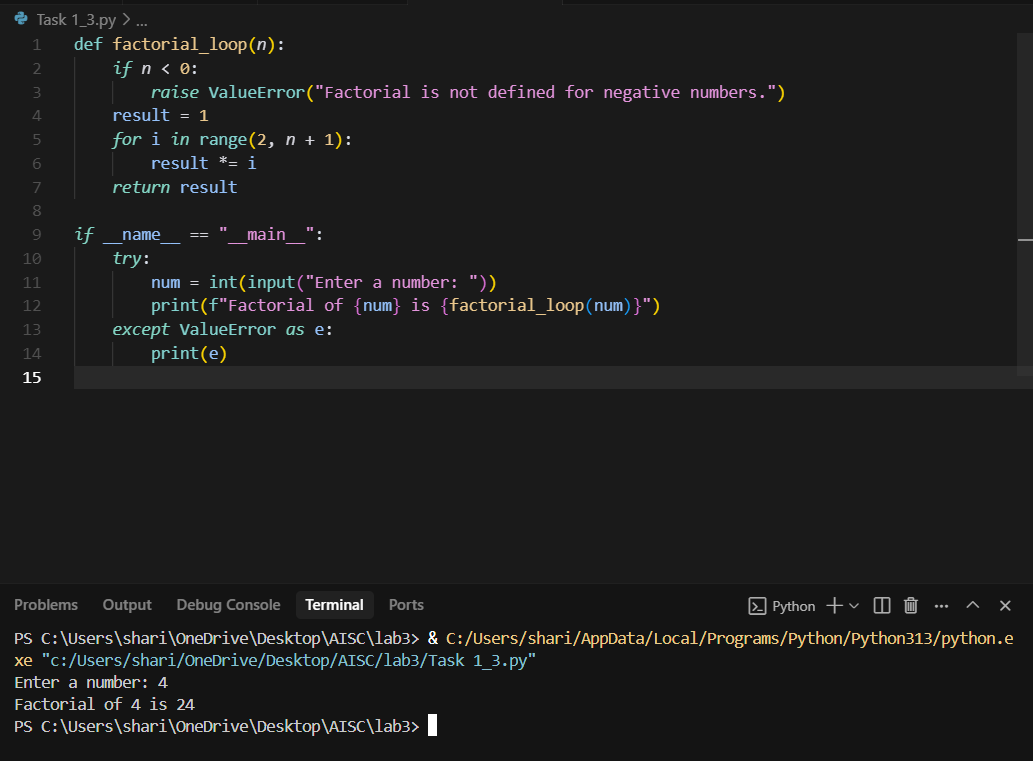 Task 1_3.py > ...
1 def factorial_loop(n):
2     if n < 0:
3         raise ValueError("Factorial is not defined for negative numbers.")
4     result = 1
5     for i in range(2, n + 1):
6         result *= i
7     return result
8
9 if __name__ == "__main__":
10     try:
11         num = int(input("Enter a number: "))
12         print(f"Factorial of {num} is {factorial_loop(num)}")
13     except ValueError as e:
14         print(e)
15
Problems Output Debug Console Terminal Ports Python
PS C:\Users\shari\OneDrive\Desktop\AISC\lab3> & C:/Users/shari/AppData/Local/Programs/Python/Python313/python.e
xe "c:/Users/shari/OneDrive/Desktop/AISC/lab3/Task 1_3.py"
Enter a number: 4
Factorial of 4 is 24
PS C:\Users\shari\OneDrive\Desktop\AISC\lab3>